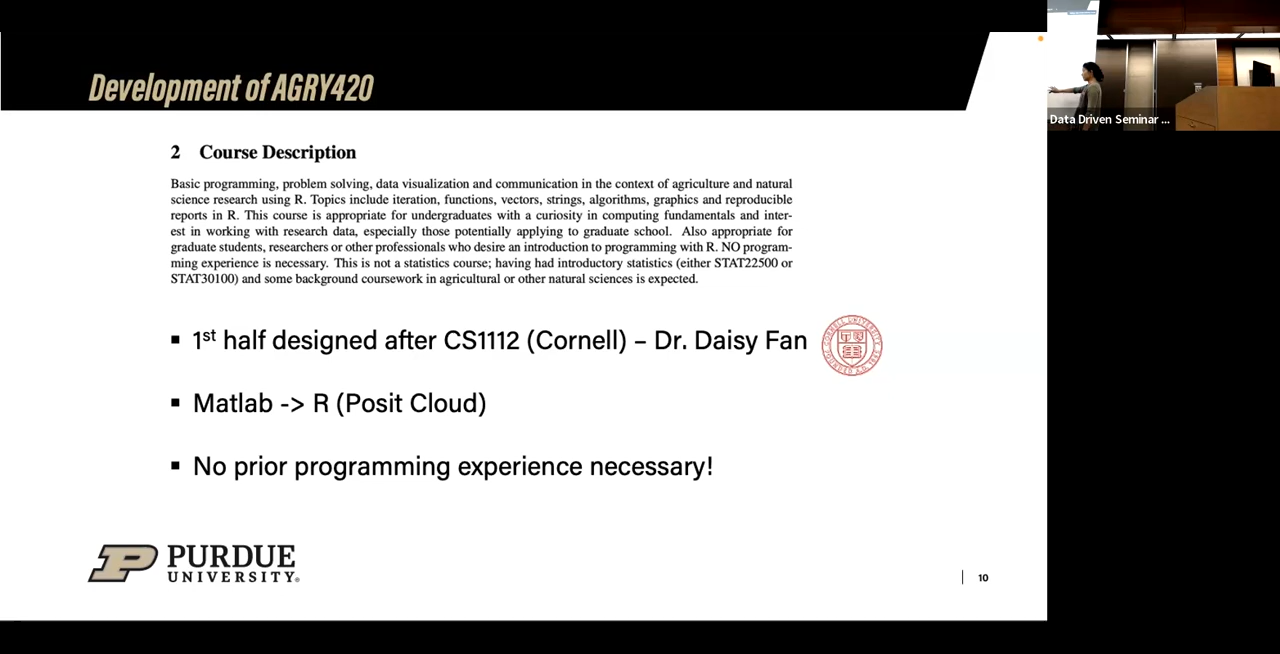 Development of AGRY420
2 Course Description
Basic programming, problem solving, data visualization and communication in the context of agriculture and natural
science research using R. Topics include iteration, functions, vectors, strings, algorithms, graphics and reproducible
reports in R. This course is appropriate for undergraduates with a curiosity in computing fundamentals and inter-
est in working with research data, especially those potentially applying to graduate school. Also appropriate for
graduate students, researchers or other professionals who desire an introduction to programming with R. NO program-
ming experience is necessary. This is not a statistics course; having had introductory statistics (either STAT22500 or
STAT30100) and some background coursework in agricultural or other natural sciences is expected.
▪ 1st half designed after CS1112 (Cornell) – Dr. Daisy Fan
CORNELL UNIVERSITY
FOUNDED A.D. 1865
▪ Matlab -> R (Posit Cloud)
▪ No prior programming experience necessary!
P PURDUE
UNIVERSITY®
10
Data Driven Seminar ...